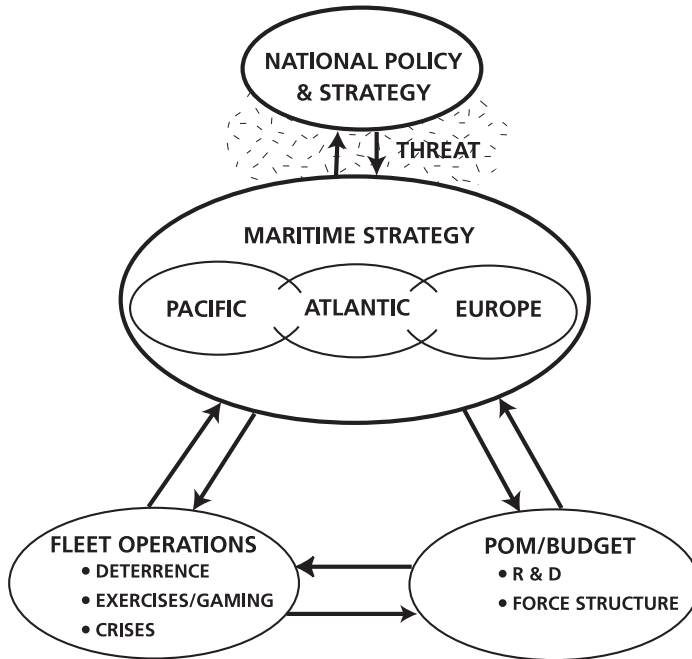 NATIONAL POLICY
& STRATEGY
THREAT
MARITIME STRATEGY
PACIFIC
ATLANTIC
EUROPE
FLEET OPERATIONS
• DETERRENCE
• EXERCISES/GAMING
• CRISES
POM/BUDGET
• R & D
• FORCE STRUCTURE